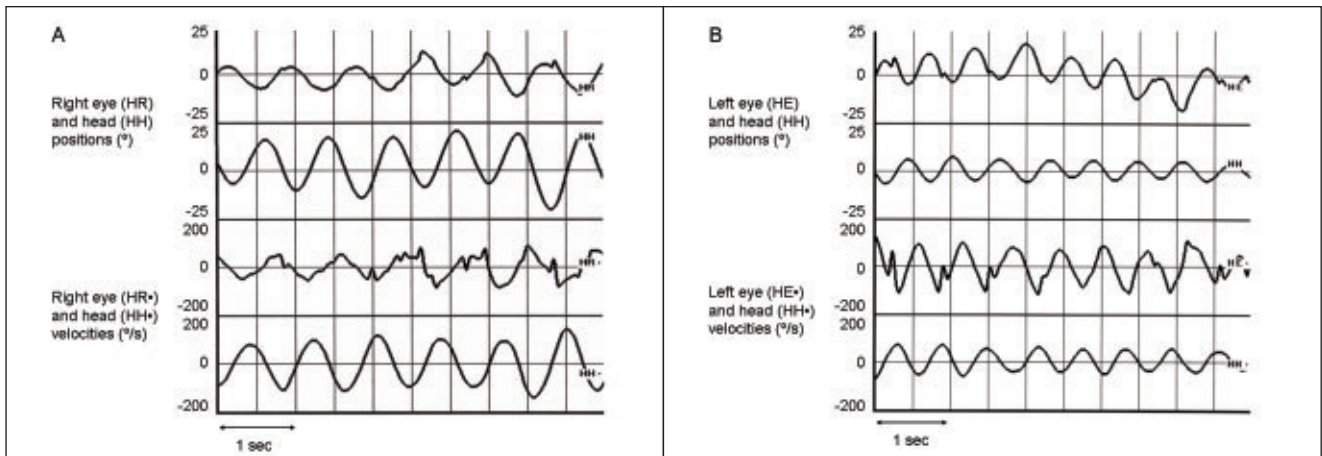 A
25
0
-25
Right eye (HR)
and head (HH)
positions (º)
HR
25
0
-25
HH
200
0
-200
Right eye (HR•)
and head (HH•)
velocities (º/s)
HR•
200
0
-200
HH•
1 sec
B
25
0
-25
Left eye (HE)
and head (HH)
positions (º)
HE
25
0
-25
HH
200
0
-200
Left eye (HE•)
and head (HH•)
velocities (º/s)
HE•
200
0
-200
HH•
1 sec